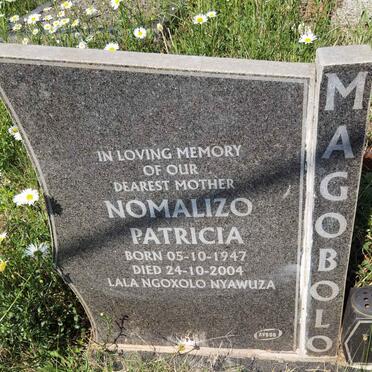 IN LOVING MEMORY
OF OUR
DEAREST MOTHER
NOMALIZO
PATRICIA
BORN 05-10-1947
DIED 24-10-2004
LALA NGOXOLO NYAWUZA
MAGOBOLO